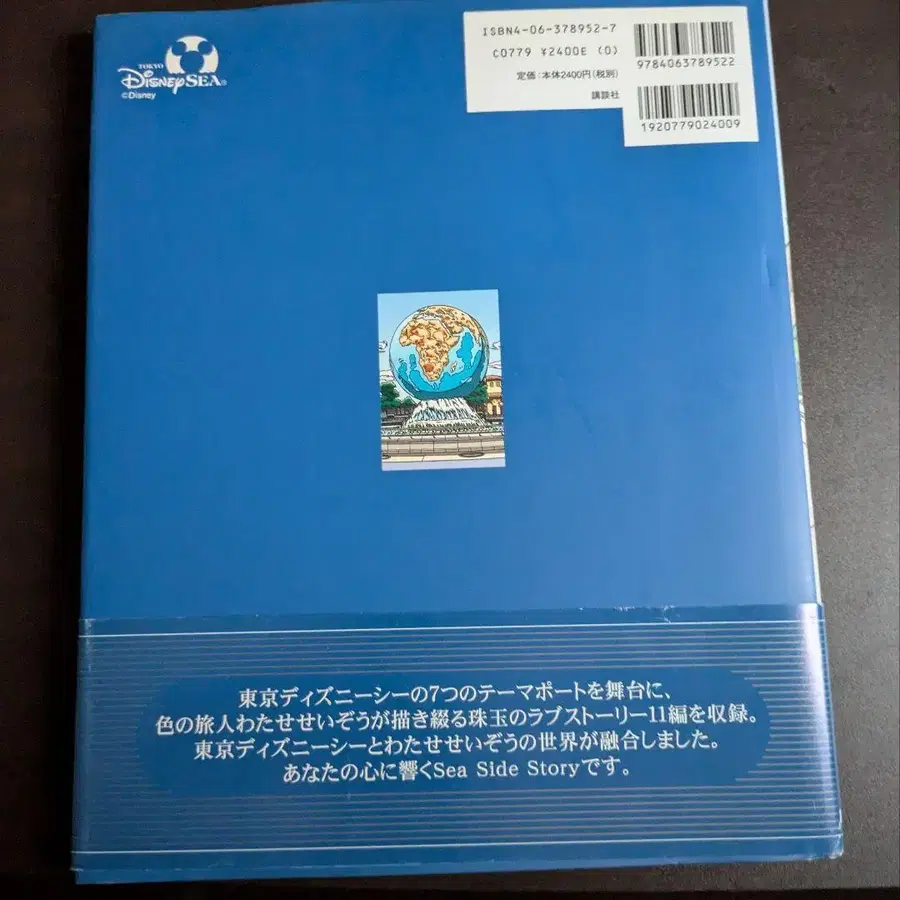 TOKYO
DISNEYSEA®
©Disney
ISBN4-06-378952-7
C0779 ¥2400E (0)
定価：本体2400円(税別)
講談社
9784063789522
1920779024009
東京ディズニーシーの7つのテーマポートを舞台に、
色の旅人わたせせいぞうが描き綴る珠玉のラブストーリー11編を収録。
東京ディズニーシーとわたせせいぞうの世界が融合しました。
あなたの心に響くSea Side Storyです。